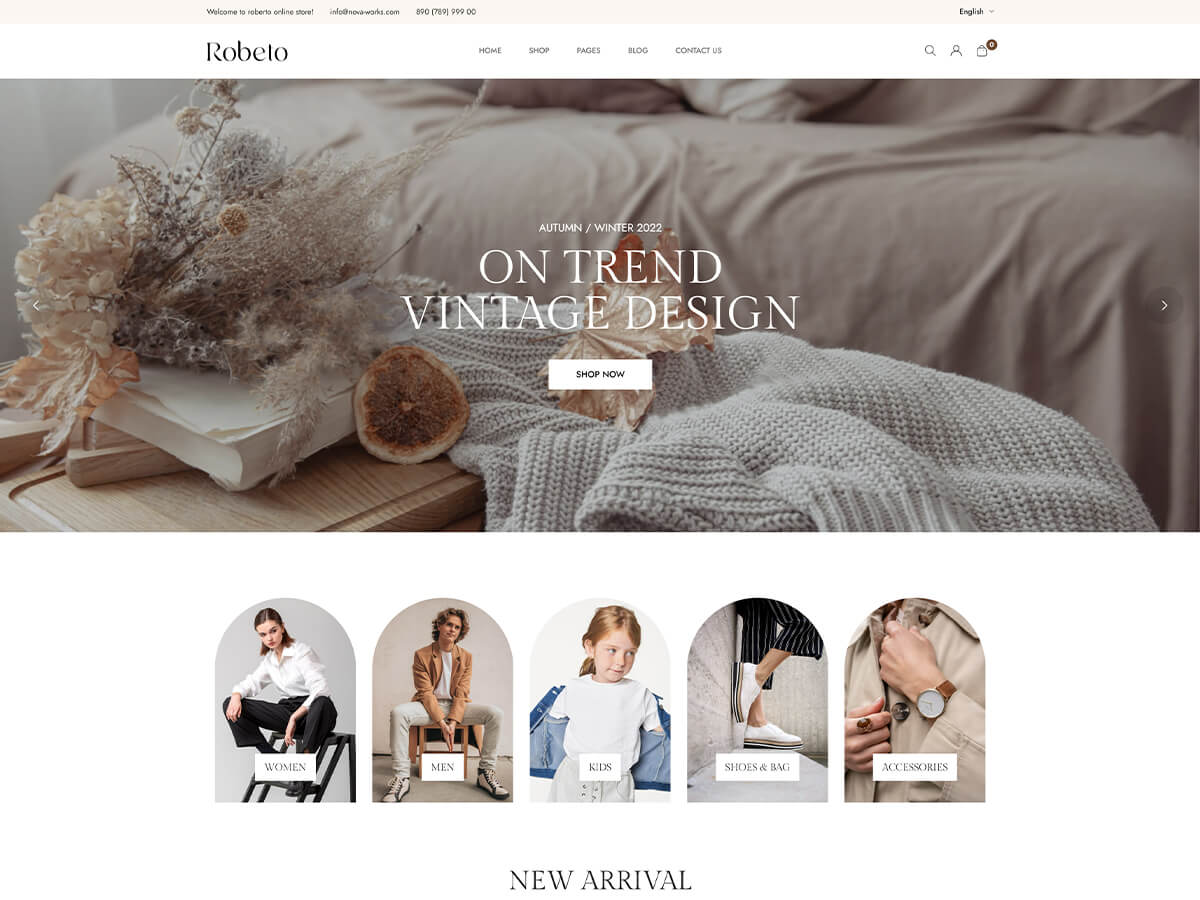 Welcome to roberto online store! info@nova-works.com 890 (789) 999 00 English
Robeto HOME SHOP PAGES BLOG CONTACT US 0
AUTUMN / WINTER 2022
ON TREND
VINTAGE DESIGN
SHOP NOW
WOMEN MEN KIDS SHOES & BAG ACCESSORIES
NEW ARRIVAL